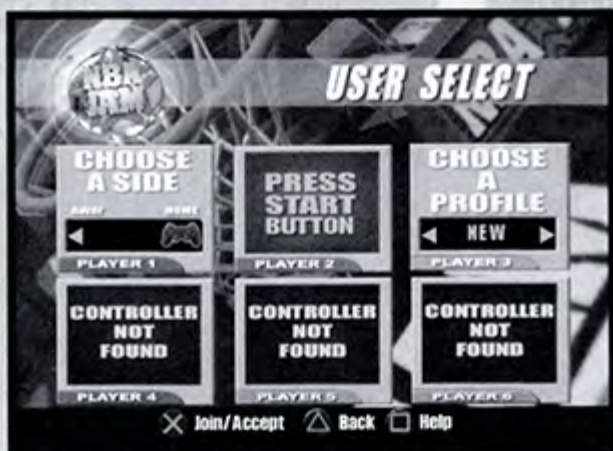 NBA
JAM
USER SELECT
NBA
CHOOSE
A SIDE
AWAY HOME
PLAYER 1
PRESS
START
BUTTON
PLAYER 2
CHOOSE
A
PROFILE
NEW
PLAYER 3
CONTROLLER
NOT
FOUND
PLAYER 4
CONTROLLER
NOT
FOUND
PLAYER 5
CONTROLLER
NOT
FOUND
PLAYER 6
Join/Accept Back Help